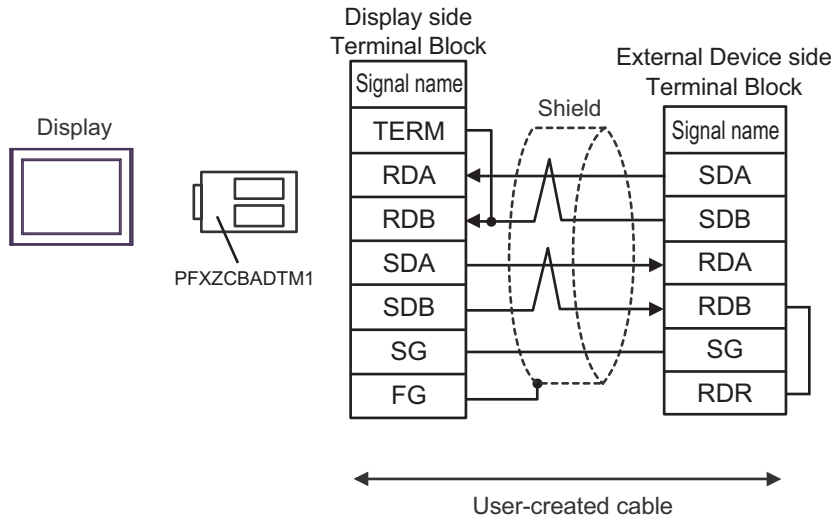 Display side
Terminal Block
External Device side
Terminal Block
Display
PFXZCBADTM1
Shield
Signal name
TERM
RDA
RDB
SDA
SDB
SG
FG
Signal name
SDA
SDB
RDA
RDB
SG
RDR
User-created cable